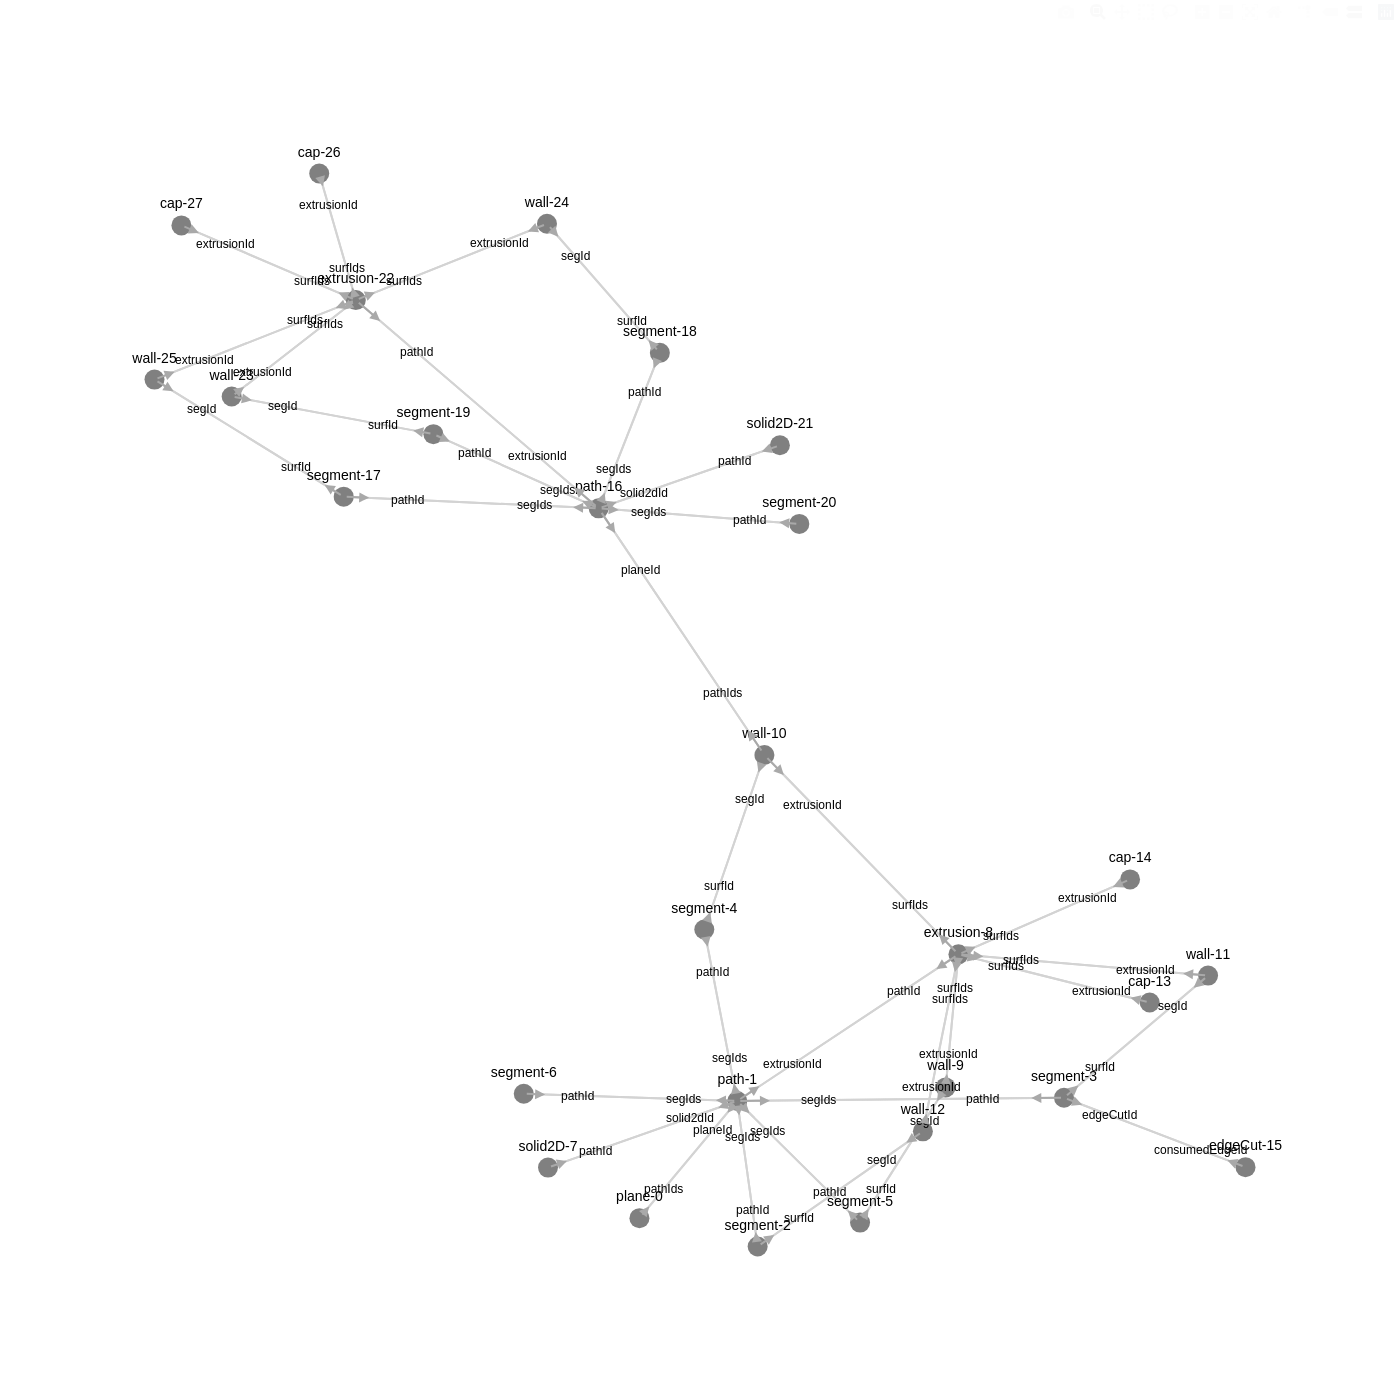 cap-26
cap-27
wall-24
extrusionId
extrusionId
extrusionId
segId
surfIds
extrusion-22
surfIds
surfIds
surfIds
surfIds
surfId
segment-18
pathId
wall-25
extrusionId
wall-23
extrusionId
pathId
segId
segId
segment-19
surfId
solid2D-21
pathId
extrusionId
pathId
surfId
segment-17
segIds
path-16
segIds
solid2dId
pathId
segIds
segIds
segment-20
pathId
planeId
pathIds
wall-10
segId
extrusionId
surfId
segment-4
surfIds
cap-14
extrusionId
extrusion-8
surfIds
surfIds
surfIds
wall-11
extrusionId
cap-13
extrusionId
segId
pathId
pathId
surfIds
surfIds
segIds
extrusionId
extrusionId
wall-9
extrusionId
surfId
segment-3
segment-6
pathId
path-1
segIds
segIds
pathId
wall-12
segId
edgeCutId
solid2dId
planeId
segIds
segIds
solid2D-7
pathId
segId
edgeCut-15
consumedEdgeId
plane-0
pathIds
pathId
surfId
segment-5
pathId
surfId
segment-2